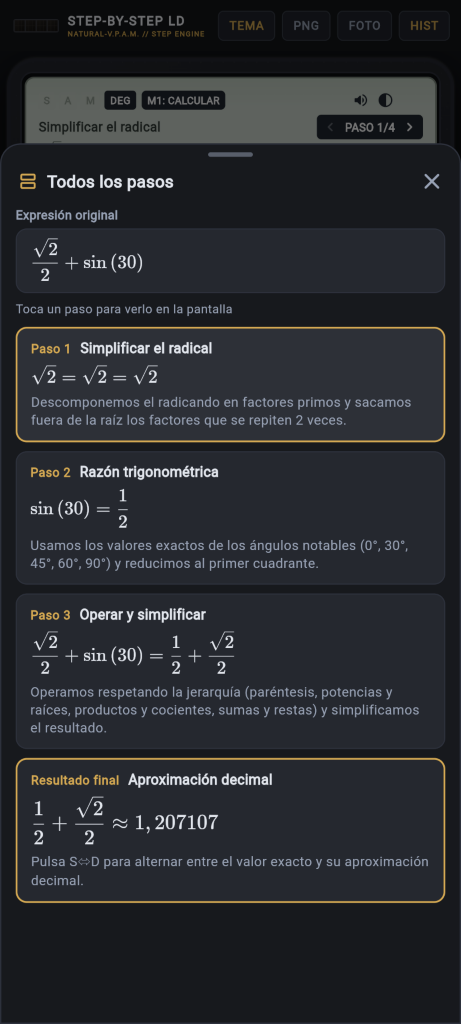 STEP-BY-STEP LD
NATURAL-V.P.A.M. // STEP ENGINE
TEMA
PNG
FOTO
HIST
S A M DEG M1: CALCULAR
Simplificar el radical
PASO 1/4
Todos los pasos
Expresión original
√2/2 + sin (30)
Toca un paso para verlo en la pantalla
Paso 1 Simplificar el radical
√2 = √2 = √2
Descomponemos el radicando en factores primos y sacamos
fuera de la raíz los factores que se repiten 2 veces.
Paso 2 Razón trigonométrica
sin (30) = 1/2
Usamos los valores exactos de los ángulos notables (0°, 30°,
45°, 60°, 90°) y reducimos al primer cuadrante.
Paso 3 Operar y simplificar
√2/2 + sin (30) = 1/2 + √2/2
Operamos respetando la jerarquía (paréntesis, potencias y
raíces, productos y cocientes, sumas y restas) y simplificamos
el resultado.
Resultado final Aproximación decimal
1/2 + √2/2 ≈ 1,207107
Pulsa S⇔D para alternar entre el valor exacto y su aproximación
decimal.